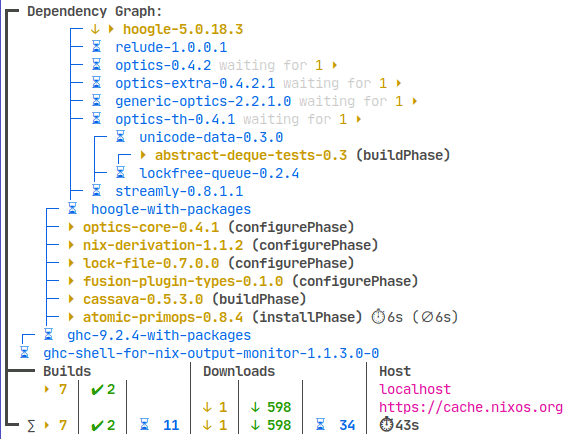 Dependency Graph:
↓ ⏵ hoogle-5.0.18.3
⏳ relude-1.0.0.1
⏳ optics-0.4.2 waiting for 1 ⏵
⏳ optics-extra-0.4.2.1 waiting for 1 ⏵
⏳ generic-optics-2.2.1.0 waiting for 1 ⏵
⏳ optics-th-0.4.1 waiting for 1 ⏵
⏳ unicode-data-0.3.0
⏵ abstract-deque-tests-0.3 (buildPhase)
⏳ lockfree-queue-0.2.4
⏳ streamly-0.8.1.1
⏳ hoogle-with-packages
⏵ optics-core-0.4.1 (configurePhase)
⏵ nix-derivation-1.1.2 (configurePhase)
⏵ lock-file-0.7.0.0 (configurePhase)
⏵ fusion-plugin-types-0.1.0 (configurePhase)
⏵ cassava-0.5.3.0 (buildPhase)
⏵ atomic-primops-0.8.4 (installPhase) ⏱6s (∅6s)
⏳ ghc-9.2.4-with-packages
⏳ ghc-shell-for-nix-output-monitor-1.1.3.0-0
Builds │ Downloads │ Host
⏵ 7 │ ✔2 │ │ │ │ │ localhost
│ │ │ ↓ 1 │ ↓ 598 │ │ https://cache.nixos.org
∑ ⏵ 7 │ ✔2 │ ⏳ 11 │ ↓ 1 │ ↓ 598 │ ⏳ 34 │ ⏱43s